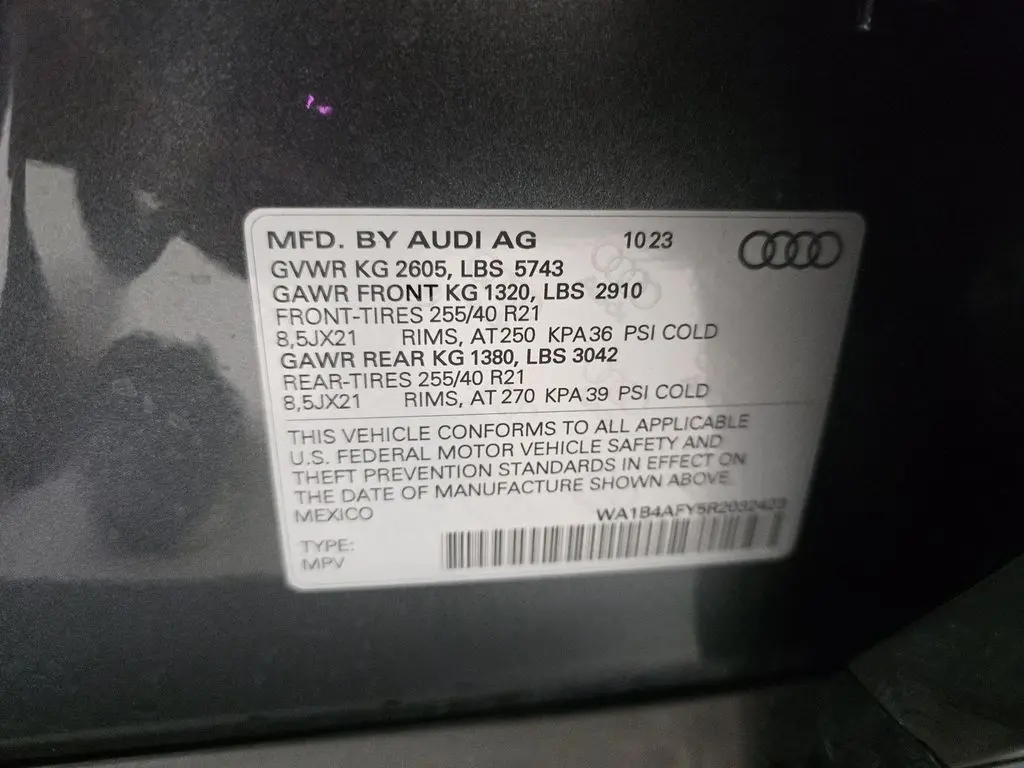 MFD. BY AUDI AG 10 23
GVWR KG 2605, LBS 5743
GAWR FRONT KG 1320, LBS 2910
FRONT-TIRES 255/40 R21
8,5JX21 RIMS, AT 250 KPA 36 PSI COLD
GAWR REAR KG 1380, LBS 3042
REAR-TIRES 255/40 R21
8,5JX21 RIMS, AT 270 KPA 39 PSI COLD
THIS VEHICLE CONFORMS TO ALL APPLICABLE
U.S. FEDERAL MOTOR VEHICLE SAFETY AND
THEFT PREVENTION STANDARDS IN EFFECT ON
THE DATE OF MANUFACTURE SHOWN ABOVE
MEXICO WA1B4AFY5R2032423
TYPE:
MPV